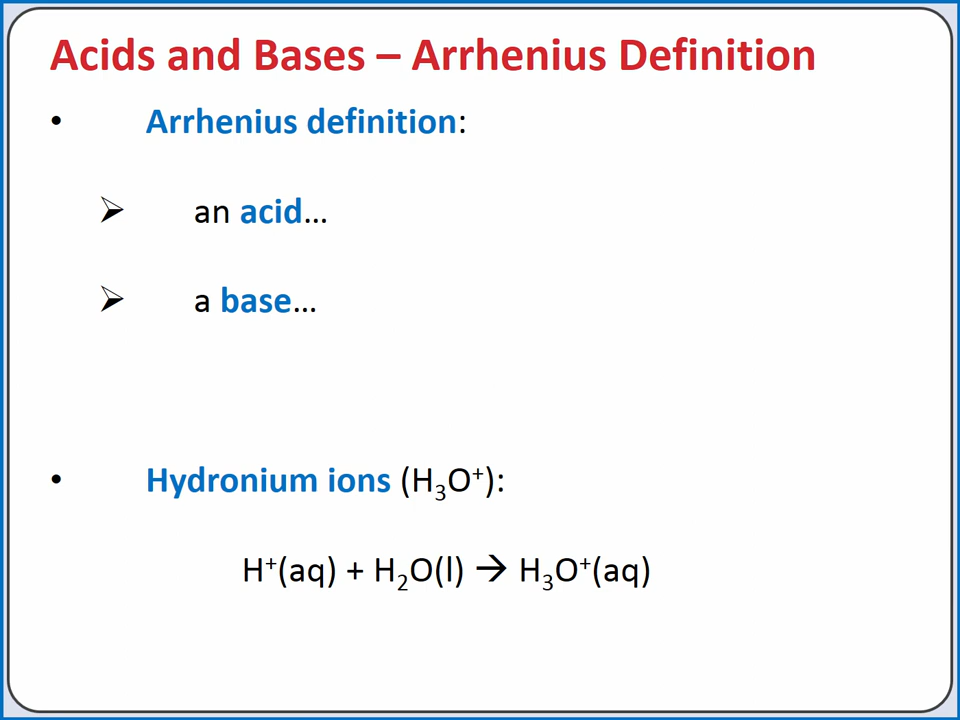 Acids and Bases – Arrhenius Definition
• Arrhenius definition:
➢ an acid…
➢ a base…
• Hydronium ions (H₃O⁺):
H⁺(aq) + H₂O(l) → H₃O⁺(aq)